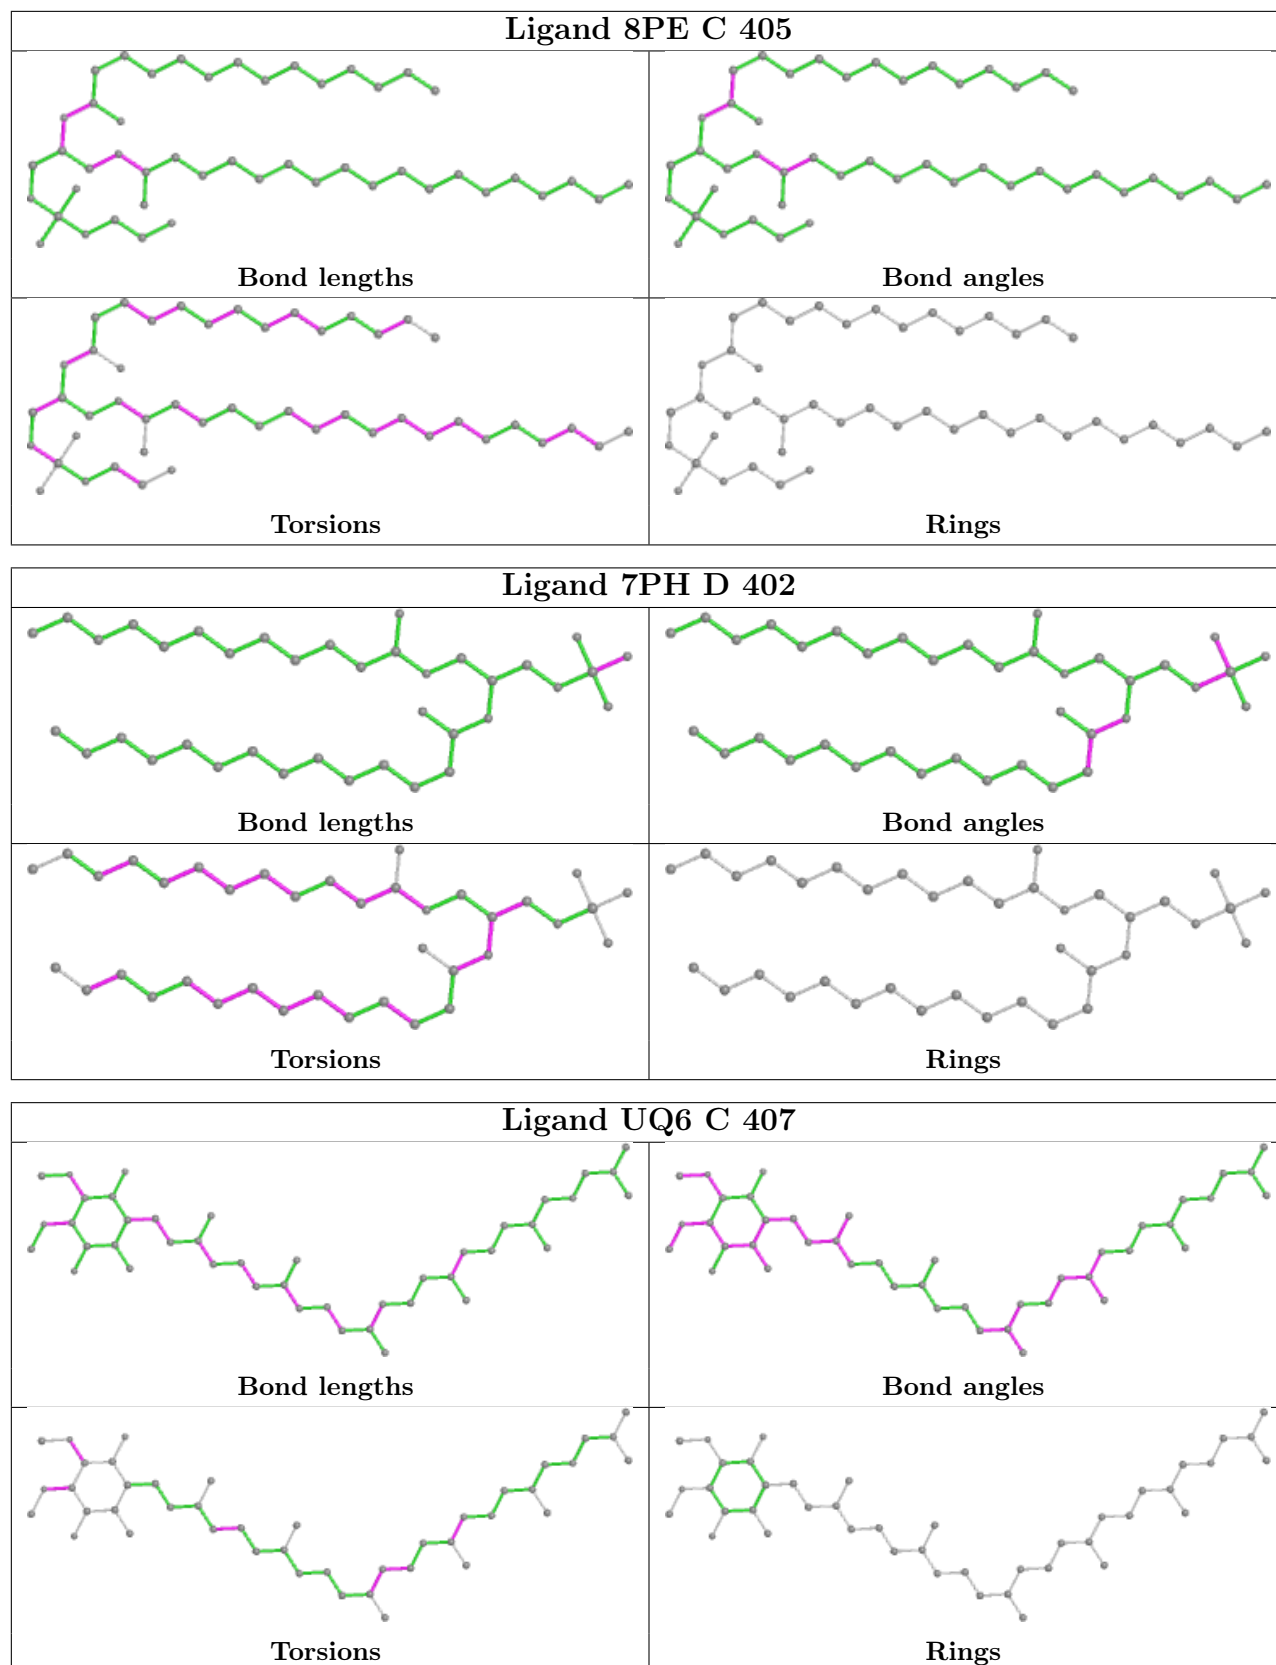 Ligand 8PE C 405
Bond lengths
Bond angles
Torsions
Rings
Ligand 7PH D 402
Bond lengths
Bond angles
Torsions
Rings
Ligand UQ6 C 407
Bond lengths
Bond angles
Torsions
Rings